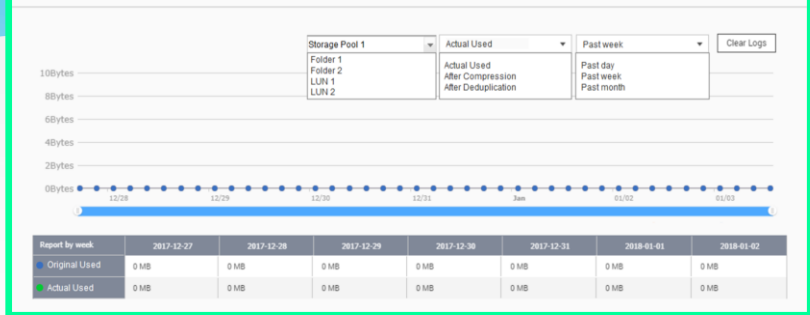 Storage Pool 1 Actual Used Past week Clear Logs
Folder 1
Folder 2
LUN 1
LUN 2
Actual Used
After Compression
After Deduplication
Past day
Past week
Past month
10Bytes
8Bytes
6Bytes
4Bytes
2Bytes
0Bytes
12/28 12/29 12/30 12/31 Jan 01/02 01/03
Report by week 2017-12-27 2017-12-28 2017-12-29 2017-12-30 2017-12-31 2018-01-01 2018-01-02
Original Used 0 MB 0 MB 0 MB 0 MB 0 MB 0 MB 0 MB
Actual Used 0 MB 0 MB 0 MB 0 MB 0 MB 0 MB 0 MB